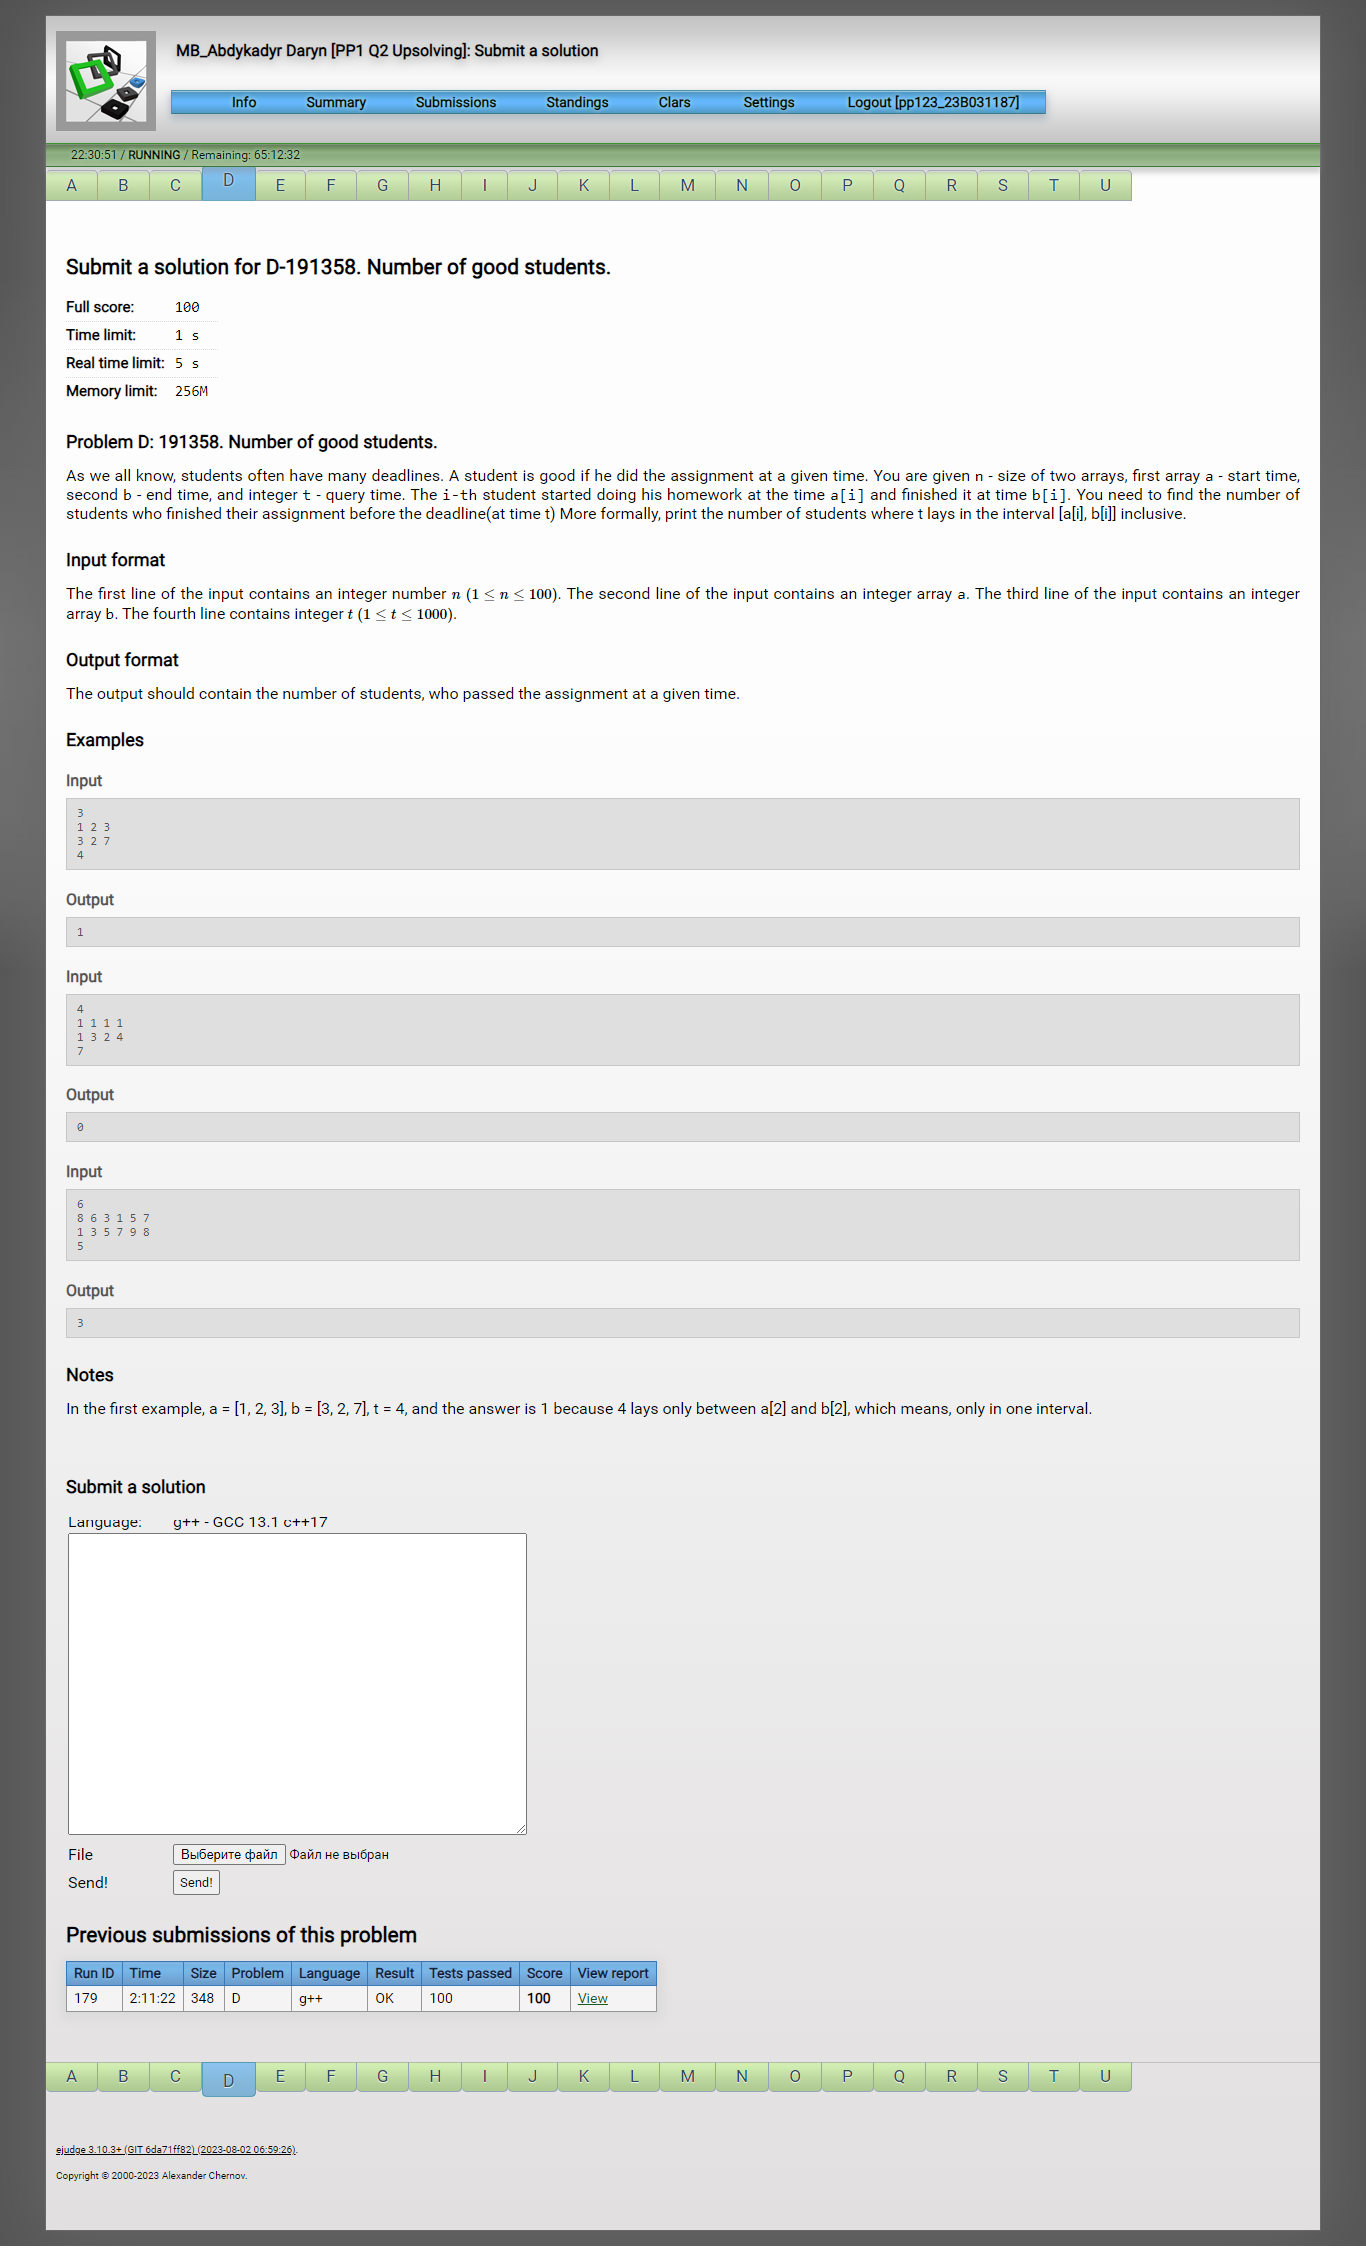 MB_Abdykadyr Daryn [PP1 Q2 Upsolving]: Submit a solution
Info Summary Submissions Standings Clars Settings Logout [pp123_23B031187]
22:30:51 / RUNNING / Remaining: 65:12:32
A B C D E F G H I J K L M N O P Q R S T U
Submit a solution for D-191358. Number of good students.
Full score: 100
Time limit: 1 s
Real time limit: 5 s
Memory limit: 256M
Problem D: 191358. Number of good students.
As we all know, students often have many deadlines. A student is good if he did the assignment at a given time. You are given n - size of two arrays, first array a - start time,
second b - end time, and integer t - query time. The i-th student started doing his homework at the time a[i] and finished it at time b[i]. You need to find the number of
students who finished their assignment before the deadline(at time t) More formally, print the number of students where t lays in the interval [a[i], b[i]] inclusive.
Input format
The first line of the input contains an integer number n (1 ≤ n ≤ 100). The second line of the input contains an integer array a. The third line of the input contains an integer
array b. The fourth line contains integer t (1 ≤ t ≤ 1000).
Output format
The output should contain the number of students, who passed the assignment at a given time.
Examples
Input
3
1 2 3
3 2 7
4
Output
1
Input
4
1 1 1 1
1 3 2 4
7
Output
0
Input
6
8 6 3 1 5 7
1 3 5 7 9 8
5
Output
3
Notes
In the first example, a = [1, 2, 3], b = [3, 2, 7], t = 4, and the answer is 1 because 4 lays only between a[2] and b[2], which means, only in one interval.
Submit a solution
Language: g++ - GCC 13.1 c++17
File Выберите файл Файл не выбран
Send! Send!
Previous submissions of this problem
Run ID Time Size Problem Language Result Tests passed Score View report
179 2:11:22 348 D g++ OK 100 100 View
A B C D E F G H I J K L M N O P Q R S T U
ejudge 3.10.3+ (GIT 6da71ff82) (2023-08-02 06:59:26).
Copyright © 2000-2023 Alexander Chernov.